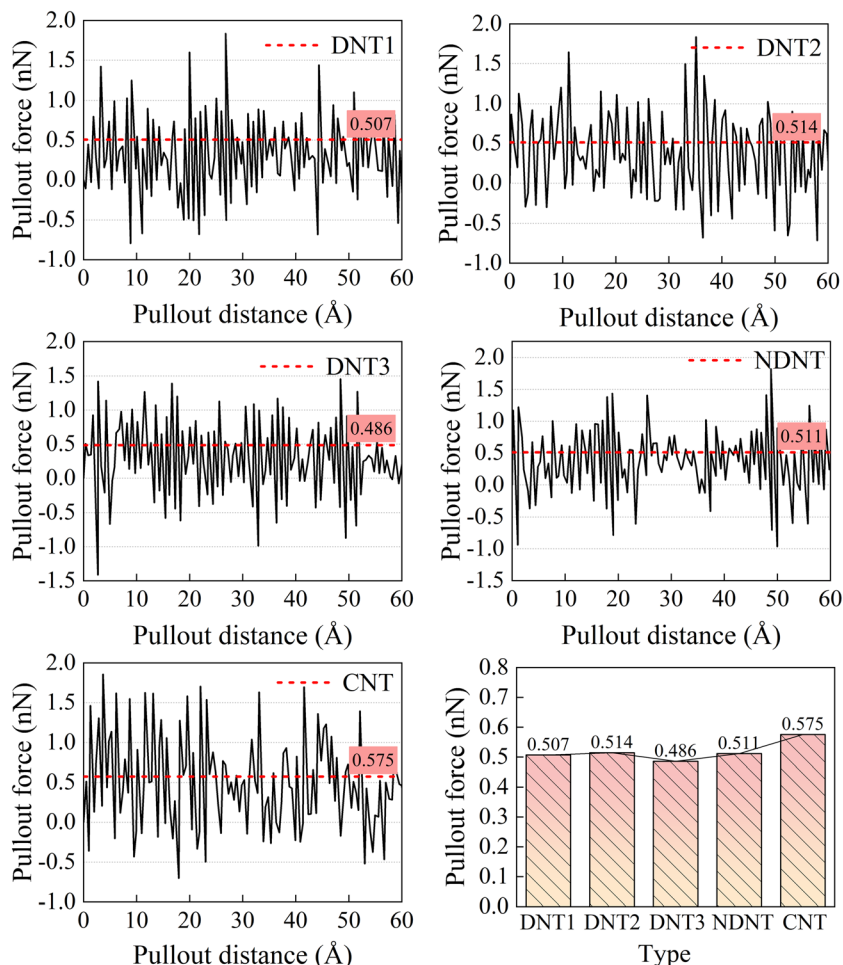 DNT1
Pullout force (nN)
2.0
1.5
1.0
0.5
0.0
-0.5
-1.0
0.507
0 10 20 30 40 50 60
Pullout distance (Å)
DNT2
Pullout force (nN)
2.0
1.5
1.0
0.5
0.0
-0.5
-1.0
0.514
0 10 20 30 40 50 60
Pullout distance (Å)
DNT3
Pullout force (nN)
2.0
1.5
1.0
0.5
0.0
-0.5
-1.0
-1.5
0.486
0 10 20 30 40 50 60
Pullout distance (Å)
NDNT
Pullout force (nN)
2.0
1.5
1.0
0.5
0.0
-0.5
-1.0
-1.5
0.511
0 10 20 30 40 50 60
Pullout distance (Å)
CNT
Pullout force (nN)
2.0
1.5
1.0
0.5
0.0
-0.5
-1.0
0.575
0 10 20 30 40 50 60
Pullout distance (Å)
Pullout force (nN)
0.8
0.7
0.6
0.5
0.4
0.3
0.2
0.1
0.0
0.507 0.514 0.486 0.511 0.575
DNT1 DNT2 DNT3 NDNT CNT
Type